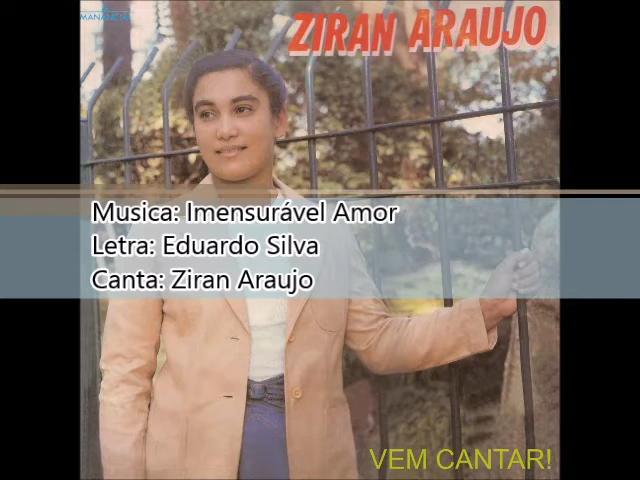 ZIRAN ARAUJO
Musica: Imensurável Amor
Letra: Eduardo Silva
Canta: Ziran Araujo
VEM CANTAR!